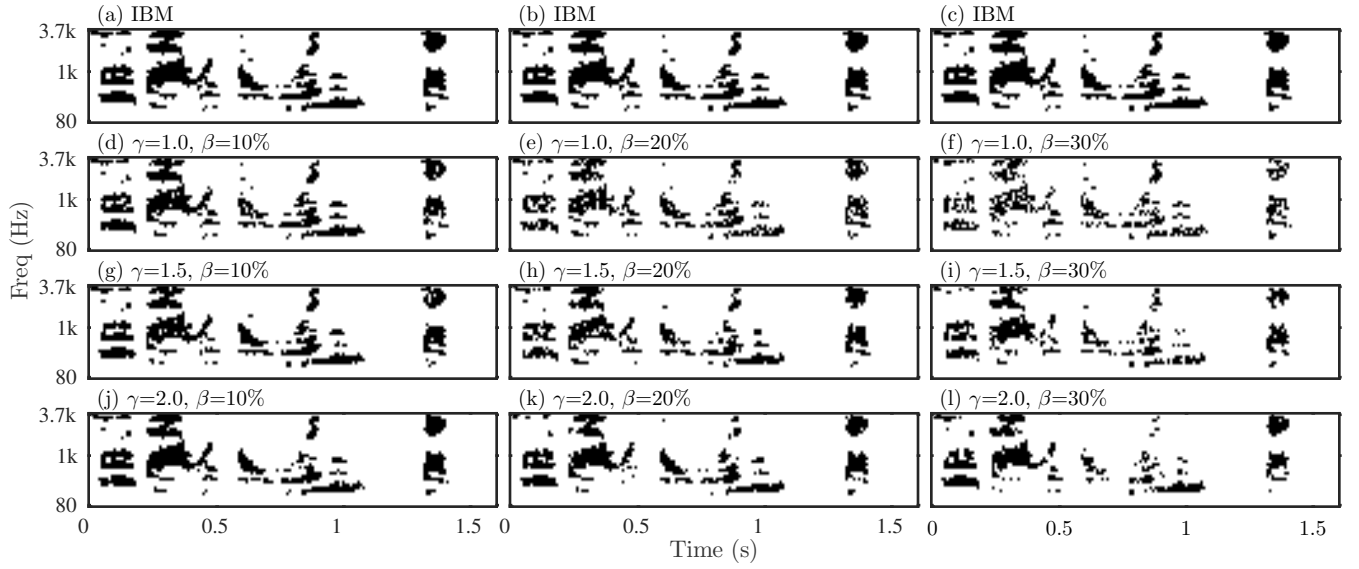 (a) IBM (b) IBM (c) IBM
3.7k
1k
80
(d) γ=1.0, β=10% (e) γ=1.0, β=20% (f) γ=1.0, β=30%
3.7k
1k
80
(g) γ=1.5, β=10% (h) γ=1.5, β=20% (i) γ=1.5, β=30%
3.7k
1k
80
(j) γ=2.0, β=10% (k) γ=2.0, β=20% (l) γ=2.0, β=30%
3.7k
1k
80
Freq (Hz)
0 0.5 1 1.5 0 0.5 1 1.5 0 0.5 1 1.5
Time (s)